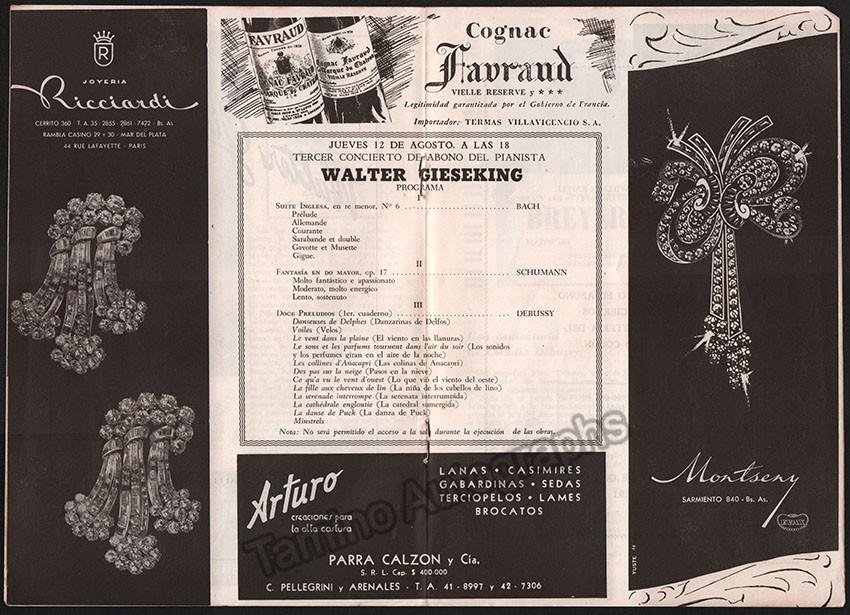 R
JOYERIA
Ricciardi
CERRITO 360 • T. A. 35 - 2855 - 2861 - 7422 - Bs. As
RAMBLA CASINO 29 y 30 - MAR DEL PLATA
44 RUE LAFAYETTE - PARIS
FAVRAUD
Cognac Favraud
VIEILLE RÉSERVE
Cognac
Favraud
VIELLE RESERVE y ★ ★ ★
Legitimidad garantizada por el Gobierno de Francia.
Importador: TERMAS VILLAVICENCIO S. A.
JUEVES 12 DE AGOSTO. A LAS 18
TERCER CONCIERTO DE ABONO DEL PIANISTA
WALTER GIESEKING
PROGRAMA
I
SUITE INGLESA, en re menor, Nº 6 .......... BACH
Prélude
Allemande
Courante
Sarabande et double
Gavotte et Musette
Gigue.
II
FANTASÍA EN DO MAYOR, op. 17 .......... SCHUMANN
Molto fantástico e apassionato
Moderato, molto energico
Lento, sostenuto
III
DOCE PRELUDIOS (1er. cuaderno) .......... DEBUSSY
Danseuses de Delphes (Danzarinas de Delfos)
Voiles (Velos)
Le vent dans la plaine (El viento en las llanuras)
Le sons et les parfums tournent dans l'air du soir (Los sonidos
y los perfumes giran en el aire de la noche)
Les collines d'Anacapri (Las colinas de Anacapri)
Des pas sur la neige (Pasos en la nieve)
Ce qu'a vu le vent d'ouest (Lo que vió el viento del oeste)
La fille aux cheveux de lin (La niña de los cabellos de lino)
La serenade interrompe (La serenata interrumpida)
La cathédrale engloutie (La catedral sumergida)
La danse de Puck (La danza de Puck)
Minstrels
Nota: No será permitido el acceso a la sala durante la ejecución de las obras.
Arturo
creaciones para
la alta costura
LANAS • CASIMIRES
GABARDINAS • SEDAS
TERCIOPELOS • LAMES
BROCATOS
PARRA CALZON y Cía.
S. R. L. Cap. $ 400.000
C. PELLEGRINI y ARENALES - T. A. 41 - 8997 y 42 - 7306
Montseny
SARMIENTO 840 - Bs. As.
YUSTE 44
Tamino Autographs